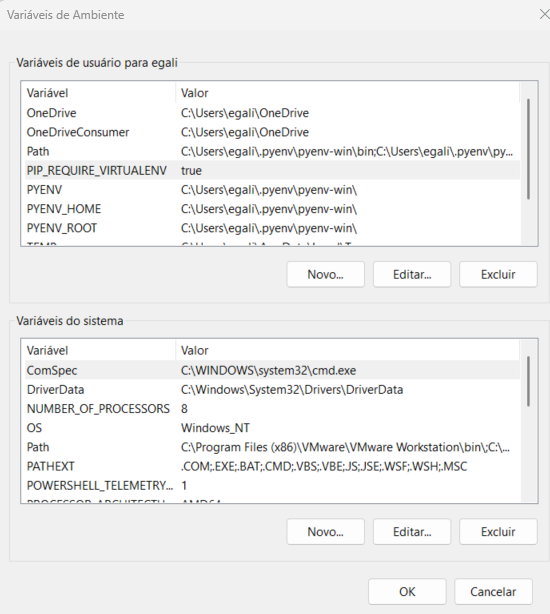 Variáveis de Ambiente
Variáveis de usuário para egali
Variável Valor
OneDrive C:\Users\egali\OneDrive
OneDriveConsumer C:\Users\egali\OneDrive
Path C:\Users\egali\.pyenv\pyenv-win\bin;C:\Users\egali\.pyenv\py...
PIP_REQUIRE_VIRTUALENV true
PYENV C:\Users\egali\.pyenv\pyenv-win\
PYENV_HOME C:\Users\egali\.pyenv\pyenv-win\
PYENV_ROOT C:\Users\egali\.pyenv\pyenv-win\
Novo... Editar... Excluir
Variáveis do sistema
Variável Valor
ComSpec C:\WINDOWS\system32\cmd.exe
DriverData C:\Windows\System32\Drivers\DriverData
NUMBER_OF_PROCESSORS 8
OS Windows_NT
Path C:\Program Files (x86)\VMware\VMware Workstation\bin\;C:\...
PATHEXT .COM;.EXE;.BAT;.CMD;.VBS;.VBE;.JS;.JSE;.WSF;.WSH;.MSC
POWERSHELL_TELEMETRY... 1
Novo... Editar... Excluir
OK Cancelar